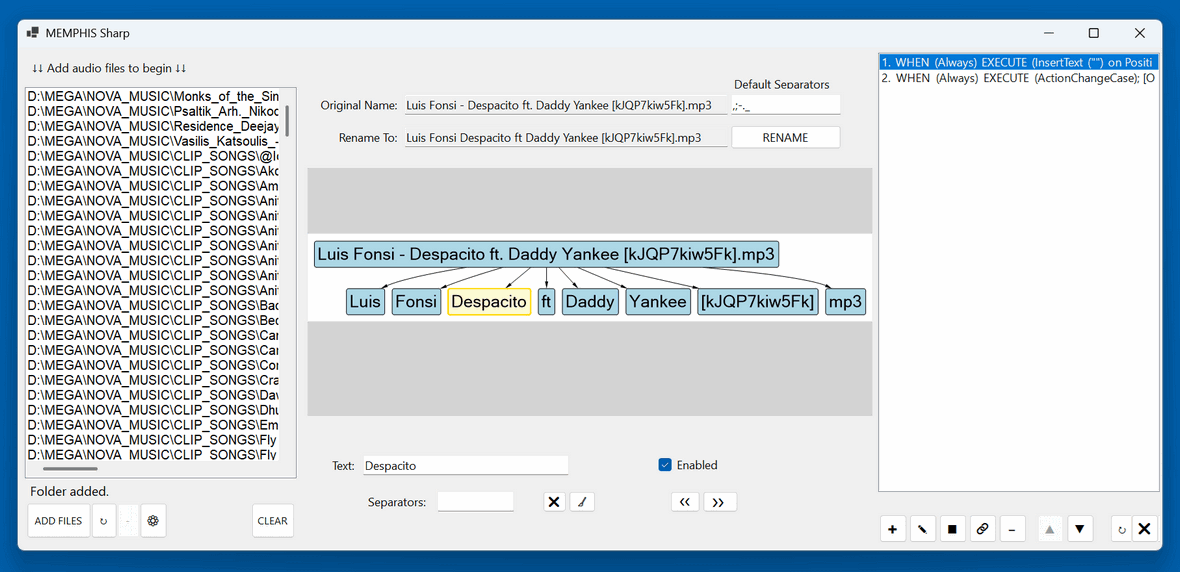 MEMPHIS Sharp
↓↓ Add audio files to begin ↓↓
D:\MEGA\NOVA_MUSIC\Monks_of_the_Sin
D:\MEGA\NOVA_MUSIC\Psaltik_Arh._Nikod
D:\MEGA\NOVA_MUSIC\Residence_Deejay
D:\MEGA\NOVA_MUSIC\Vasilis_Katsoulis_-
D:\MEGA\NOVA_MUSIC\CLIP_SONGS\@Ic
D:\MEGA\NOVA_MUSIC\CLIP_SONGS\Akc
D:\MEGA\NOVA_MUSIC\CLIP_SONGS\Am
D:\MEGA\NOVA_MUSIC\CLIP_SONGS\Ani
D:\MEGA\NOVA_MUSIC\CLIP_SONGS\Ani
D:\MEGA\NOVA_MUSIC\CLIP_SONGS\Ani
D:\MEGA\NOVA_MUSIC\CLIP_SONGS\Ani
D:\MEGA\NOVA_MUSIC\CLIP_SONGS\Ani
D:\MEGA\NOVA_MUSIC\CLIP_SONGS\Ani
D:\MEGA\NOVA_MUSIC\CLIP_SONGS\Ani
D:\MEGA\NOVA_MUSIC\CLIP_SONGS\Bac
D:\MEGA\NOVA_MUSIC\CLIP_SONGS\Bec
D:\MEGA\NOVA_MUSIC\CLIP_SONGS\Car
D:\MEGA\NOVA_MUSIC\CLIP_SONGS\Car
D:\MEGA\NOVA_MUSIC\CLIP_SONGS\Cor
D:\MEGA\NOVA_MUSIC\CLIP_SONGS\Cra
D:\MEGA\NOVA_MUSIC\CLIP_SONGS\Dav
D:\MEGA\NOVA_MUSIC\CLIP_SONGS\Dhu
D:\MEGA\NOVA_MUSIC\CLIP_SONGS\Em
D:\MEGA\NOVA_MUSIC\CLIP_SONGS\Fly
D:\MEGA\NOVA_MUSIC\CLIP_SONGS\Fly
Folder added.
ADD FILES
CLEAR
Default Separators
Original Name: Luis Fonsi - Despacito ft. Daddy Yankee [kJQP7kiw5Fk].mp3 ,;-._
Rename To: Luis Fonsi Despacito ft Daddy Yankee [kJQP7kiw5Fk].mp3 RENAME
Luis Fonsi - Despacito ft. Daddy Yankee [kJQP7kiw5Fk].mp3
Luis Fonsi Despacito ft Daddy Yankee [kJQP7kiw5Fk] mp3
Text: Despacito Enabled
Separators:
<< >>
1. WHEN (Always) EXECUTE (InsertText ("") on Positi
2. WHEN (Always) EXECUTE (ActionChangeCase); [O